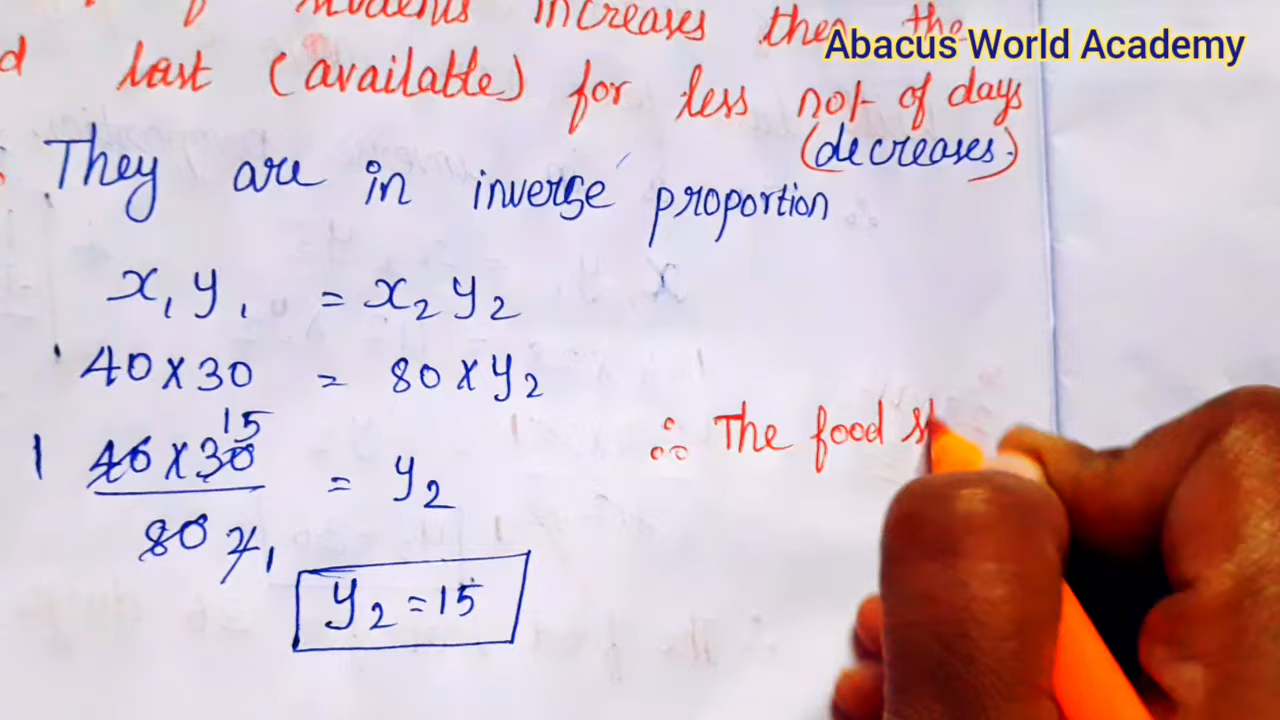 students increases then the
Abacus World Academy
d last (available) for less no. of days
(decreases)
They are in inverse proportion
x₁ y₁ = x₂ y₂
40 x 30 = 80 x y₂
15
1 40 x 30 = y₂
80 2 1
y₂ = 15
∴ The food